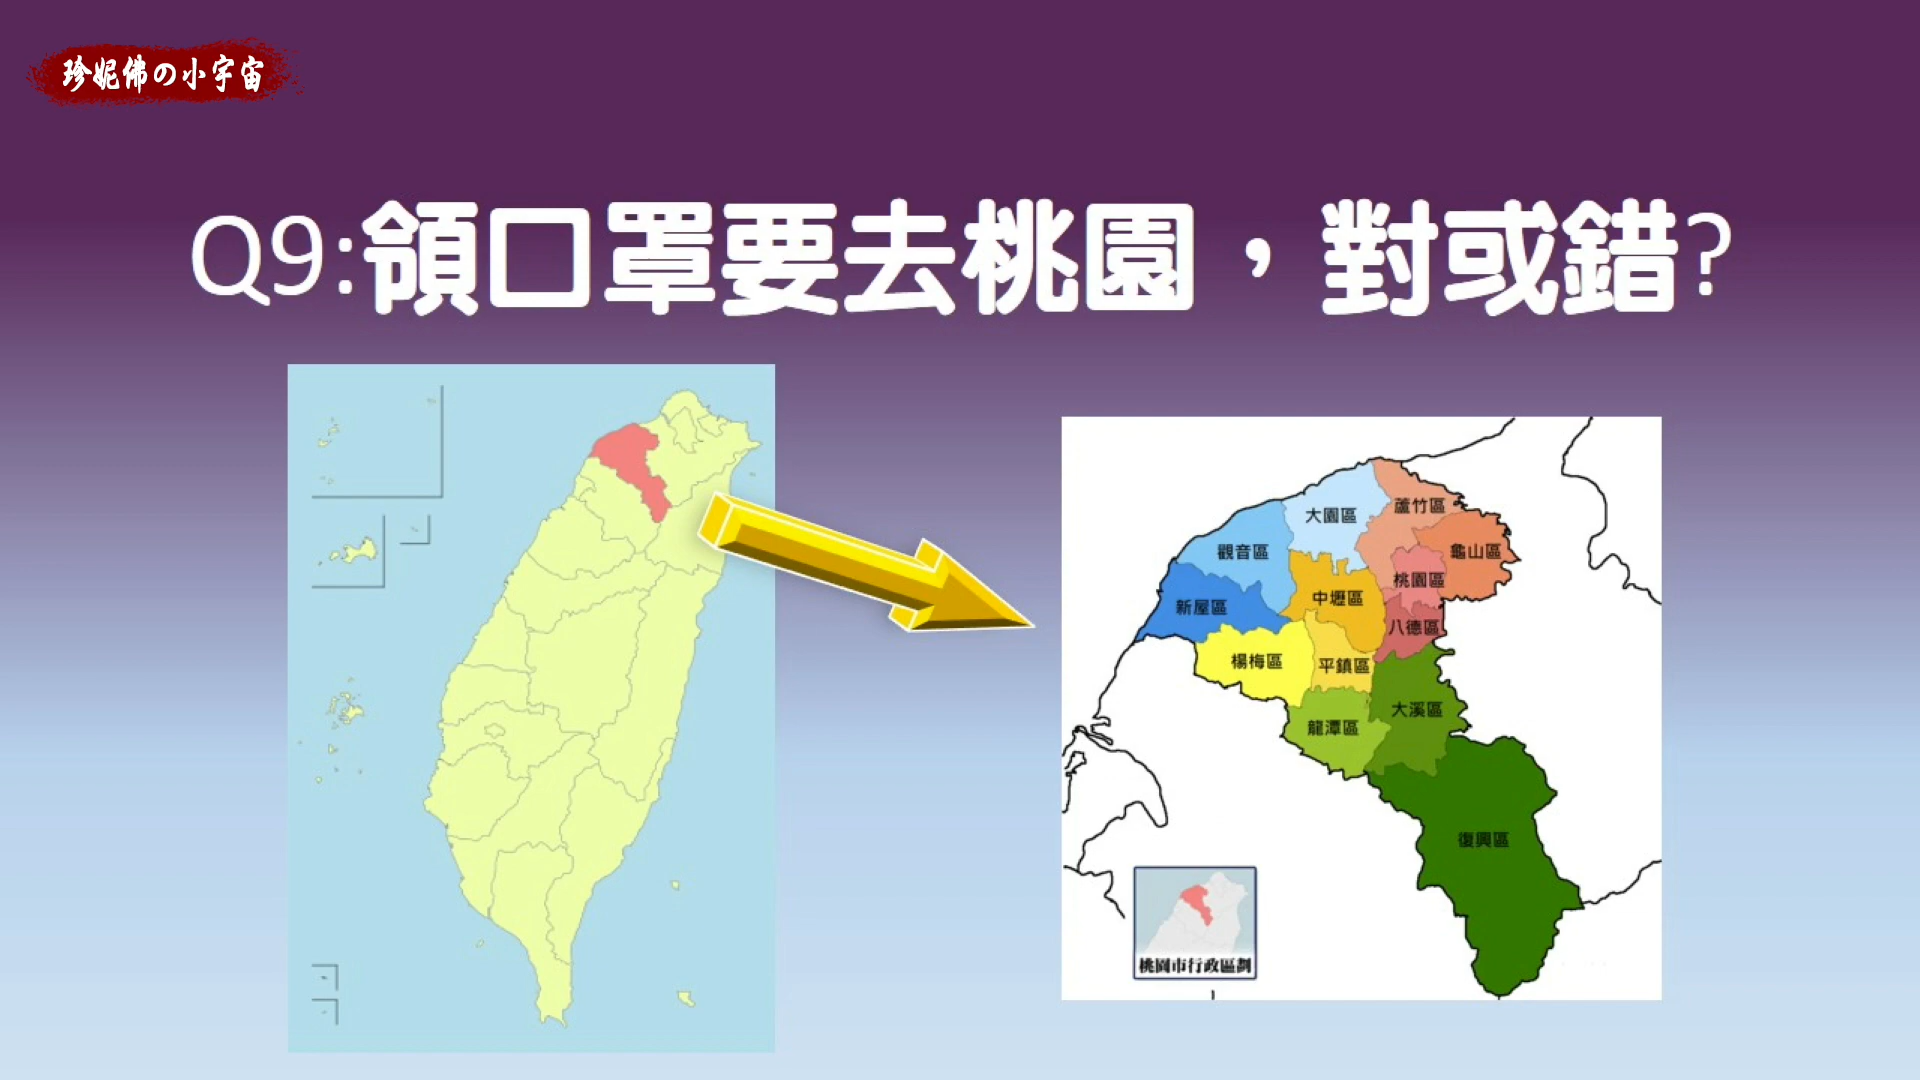 珍妮佛の小宇宙
Q9:領口罩要去桃園，對或錯?
大園區
蘆竹區
觀音區
龜山區
桃園區
新屋區
中壢區
八德區
楊梅區
平鎮區
大溪區
龍潭區
復興區
桃園市行政區劃